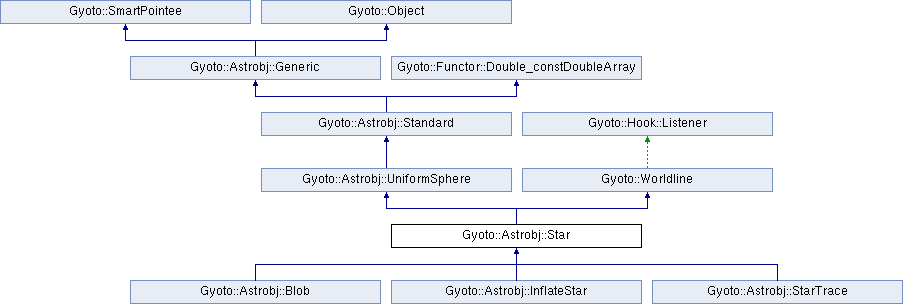 Gyoto::SmartPointee
Gyoto::Object
Gyoto::Astrobj::Generic
Gyoto::Functor::Double_constDoubleArray
Gyoto::Astrobj::Standard
Gyoto::Hook::Listener
Gyoto::Astrobj::UniformSphere
Gyoto::Worldline
Gyoto::Astrobj::Star
Gyoto::Astrobj::Blob
Gyoto::Astrobj::InflateStar
Gyoto::Astrobj::StarTrace